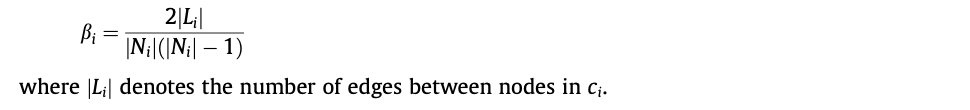 βᵢ = 2|Lᵢ| / |Nᵢ|(|Nᵢ| − 1)
where |Lᵢ| denotes the number of edges between nodes in cᵢ.